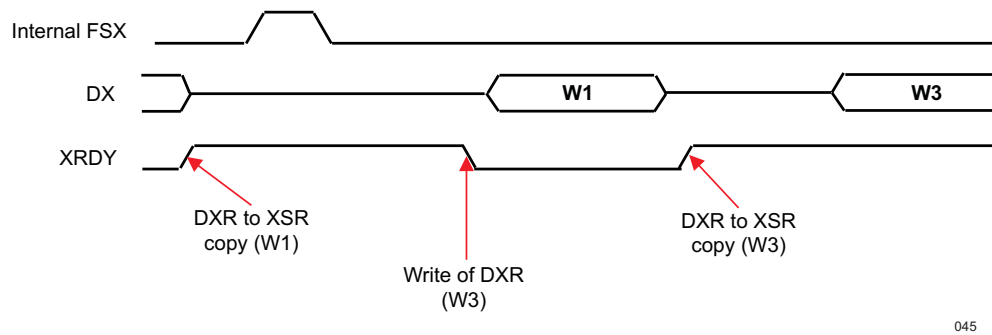 Internal FSX
DX
W1
W3
XRDY
DXR to XSR
copy (W1)
Write of DXR
(W3)
DXR to XSR
copy (W3)
045